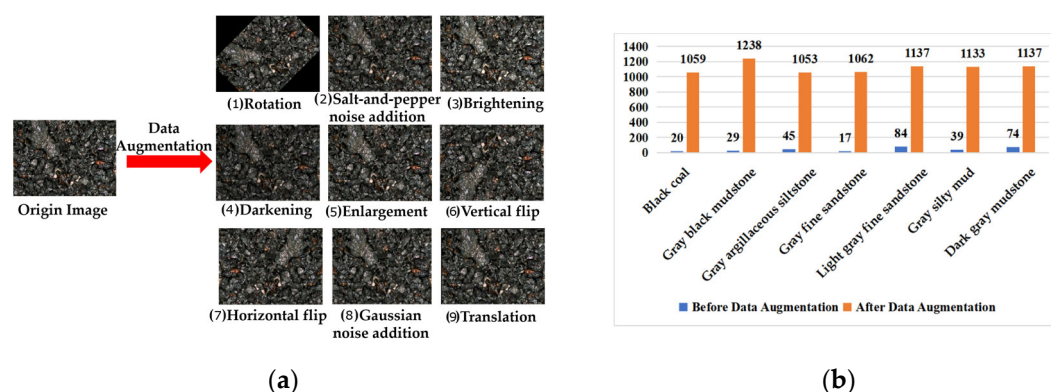 Origin Image
Data
Augmentation
(1)Rotation
(2)Salt-and-pepper
noise addition
(3)Brightening
(4)Darkening
(5)Enlargement
(6)Vertical flip
(7)Horizontal flip
(8)Gaussian
noise addition
(9)Translation
(a)
1400
1200
1000
800
600
400
200
0
20
1059
29
1238
45
1053
17
1062
84
1137
39
1133
74
1137
Black coal
Gray black mudstone
Gray argillaceous siltstone
Gray fine sandstone
Light gray fine sandstone
Gray silty mud
Dark gray mudstone
Before Data Augmentation
After Data Augmentation
(b)